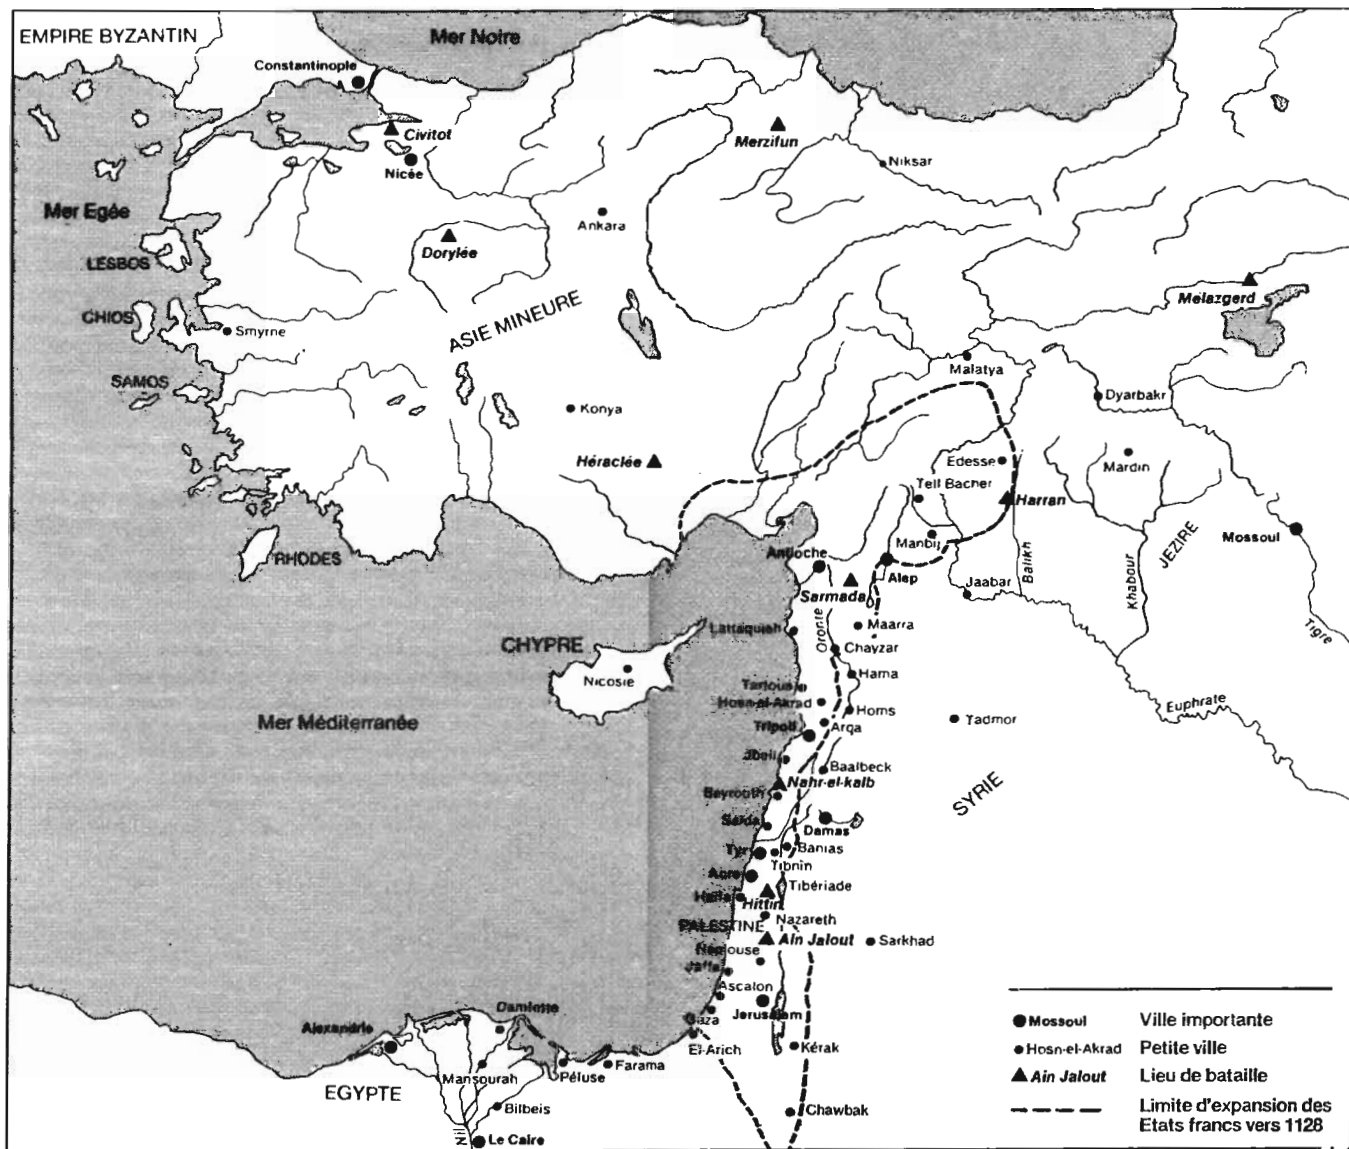 EMPIRE BYZANTIN
Mer Noire
Constantinople
Civitot
Nicée
Merzifun
Niksar
Mer Egée
Ankara
Dorylée
LESBOS
Melazgerd
CHIOS
Smyrne
ASIE MINEURE
SAMOS
Malatya
Dyarbakr
Konya
Héraclée
Edesse
Mardin
Tell Bacher
Harran
RHODES
Antioche
Manbij
Alep
Balikh
Khabour
JEZIRE
Mossoul
Sarmada
Jaabar
Tigre
Lattaquieh
Oronte
Maarra
CHYPRE
Chayzar
Nicosie
Hama
Tartous
Hosn-el-Akrad
Homs
Euphrate
Mer Méditerranée
Tripoli
Arqa
Tadmor
Jbeil
Baalbeck
Nahr-el-kalb
Beyrouth
SYRIE
Saïda
Damas
Tyr
Banias
Tibnin
Acre
Tibériade
Haïfa
Hittin
Nazareth
PALESTINE
Ain Jalout
Sarkhad
Naplouse
Jaffa
Ascalon
Jerusalem
Gaza
El-Arich
Kérak
Damiette
Alexandrie
Mansourah
Péluse
Farama
EGYPTE
Bilbeis
Chawbak
Nil
Le Caire
Mossoul Ville importante
Hosn-el-Akrad Petite ville
Ain Jalout Lieu de bataille
Limite d'expansion des
Etats francs vers 1128